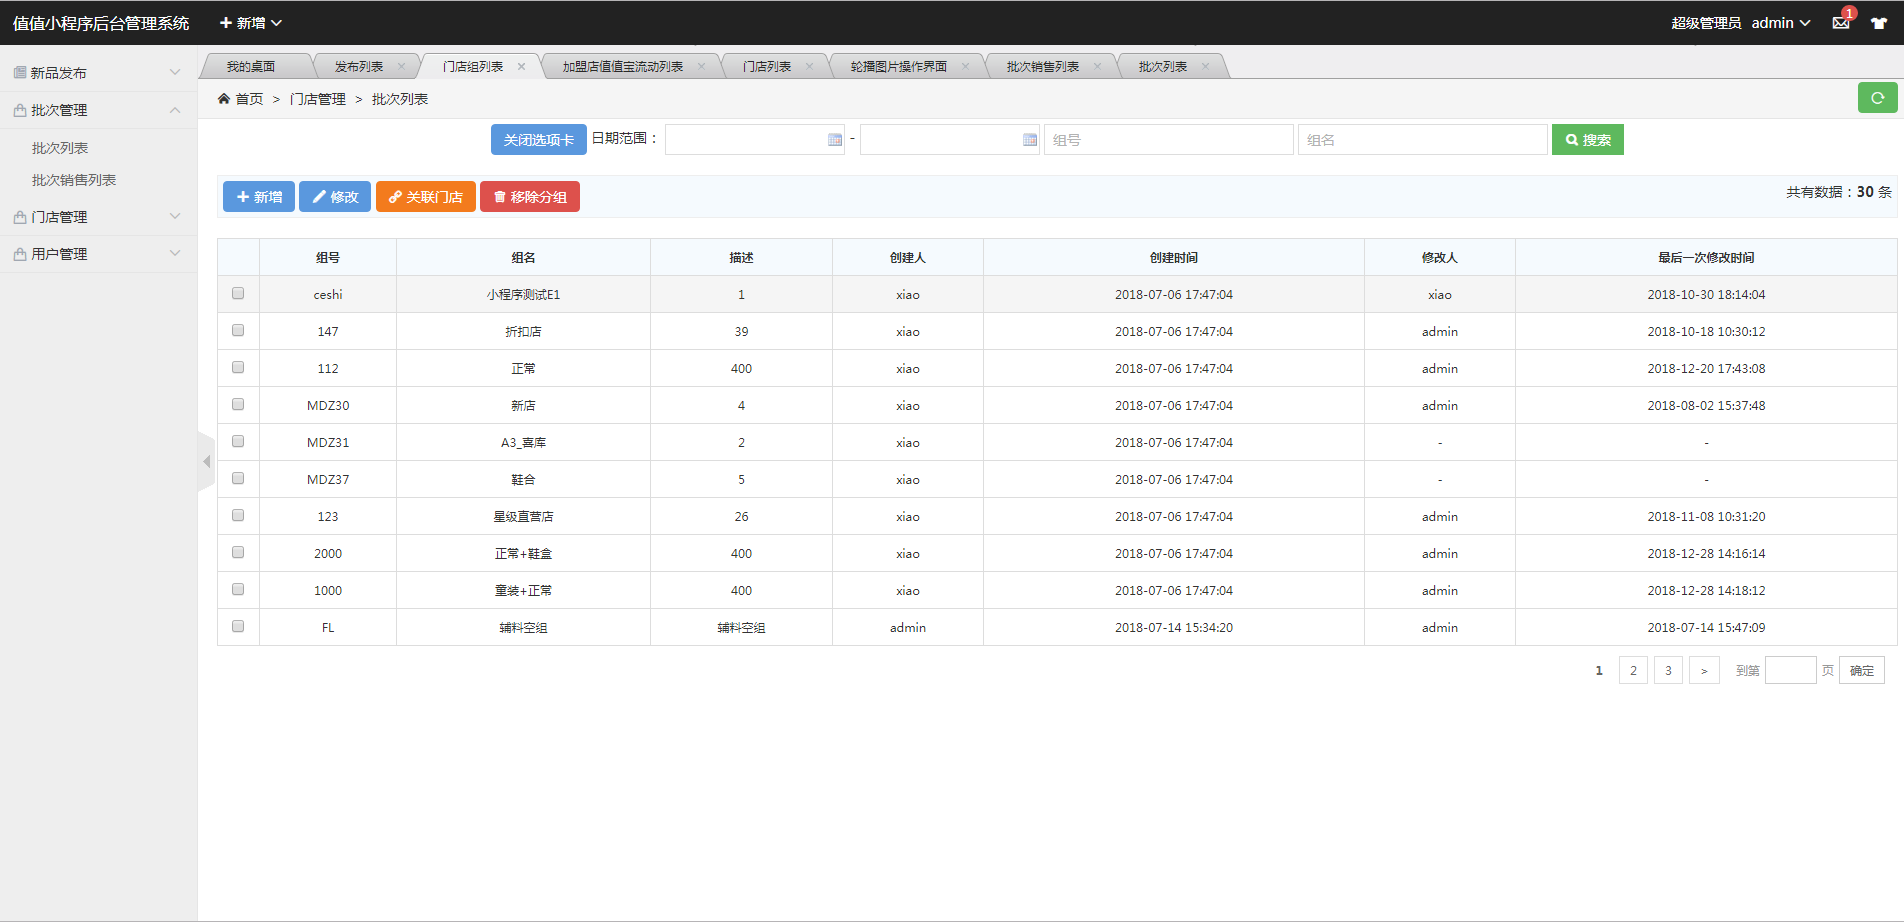 值值小程序后台管理系统 新增 超级管理员 admin 1
新品发布
批次管理
批次列表
批次销售列表
门店管理
用户管理
我的桌面 发布列表 门店组列表 加盟店值值宝流动列表 门店列表 轮播图片操作界面 批次销售列表 批次列表
首页 > 门店管理 > 批次列表
关闭选项卡 日期范围： - 组号 组名 搜索
新增 修改 关联门店 移除分组 共有数据：30 条
组号 组名 描述 创建人 创建时间 修改人 最后一次修改时间
ceshi 小程序测试E1 1 xiao 2018-07-06 17:47:04 xiao 2018-10-30 18:14:04
147 折扣店 39 xiao 2018-07-06 17:47:04 admin 2018-10-18 10:30:12
112 正常 400 xiao 2018-07-06 17:47:04 admin 2018-12-20 17:43:08
MDZ30 新店 4 xiao 2018-07-06 17:47:04 admin 2018-08-02 15:37:48
MDZ31 A3_喜库 2 xiao 2018-07-06 17:47:04 - -
MDZ37 鞋合 5 xiao 2018-07-06 17:47:04 - -
123 星级直营店 26 xiao 2018-07-06 17:47:04 admin 2018-11-08 10:31:20
2000 正常+鞋盒 400 xiao 2018-07-06 17:47:04 admin 2018-12-28 14:16:14
1000 童装+正常 400 xiao 2018-07-06 17:47:04 admin 2018-12-28 14:18:12
FL 辅料空组 辅料空组 admin 2018-07-14 15:34:20 admin 2018-07-14 15:47:09
1 2 3 > 到第 页 确定